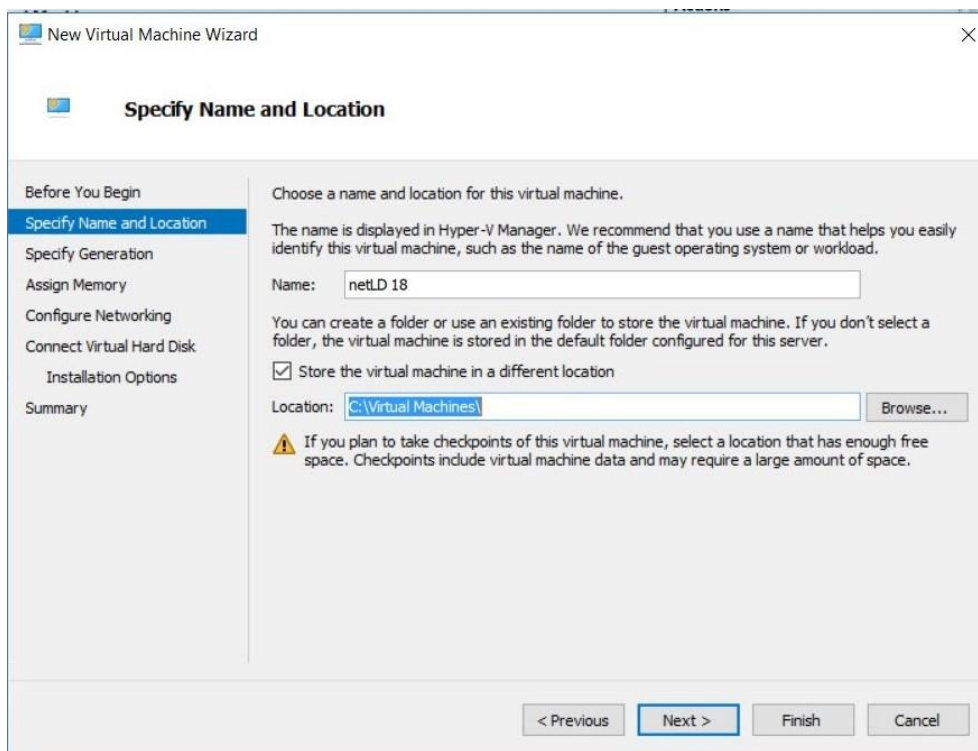 New Virtual Machine Wizard
Specify Name and Location
Before You Begin
Specify Name and Location
Specify Generation
Assign Memory
Configure Networking
Connect Virtual Hard Disk
Installation Options
Summary
Choose a name and location for this virtual machine.
The name is displayed in Hyper-V Manager. We recommend that you use a name that helps you easily
identify this virtual machine, such as the name of the guest operating system or workload.
Name: netLD 18
You can create a folder or use an existing folder to store the virtual machine. If you don't select a
folder, the virtual machine is stored in the default folder configured for this server.
Store the virtual machine in a different location
Location: C:\Virtual Machines\ Browse...
If you plan to take checkpoints of this virtual machine, select a location that has enough free
space. Checkpoints include virtual machine data and may require a large amount of space.
< Previous Next > Finish Cancel